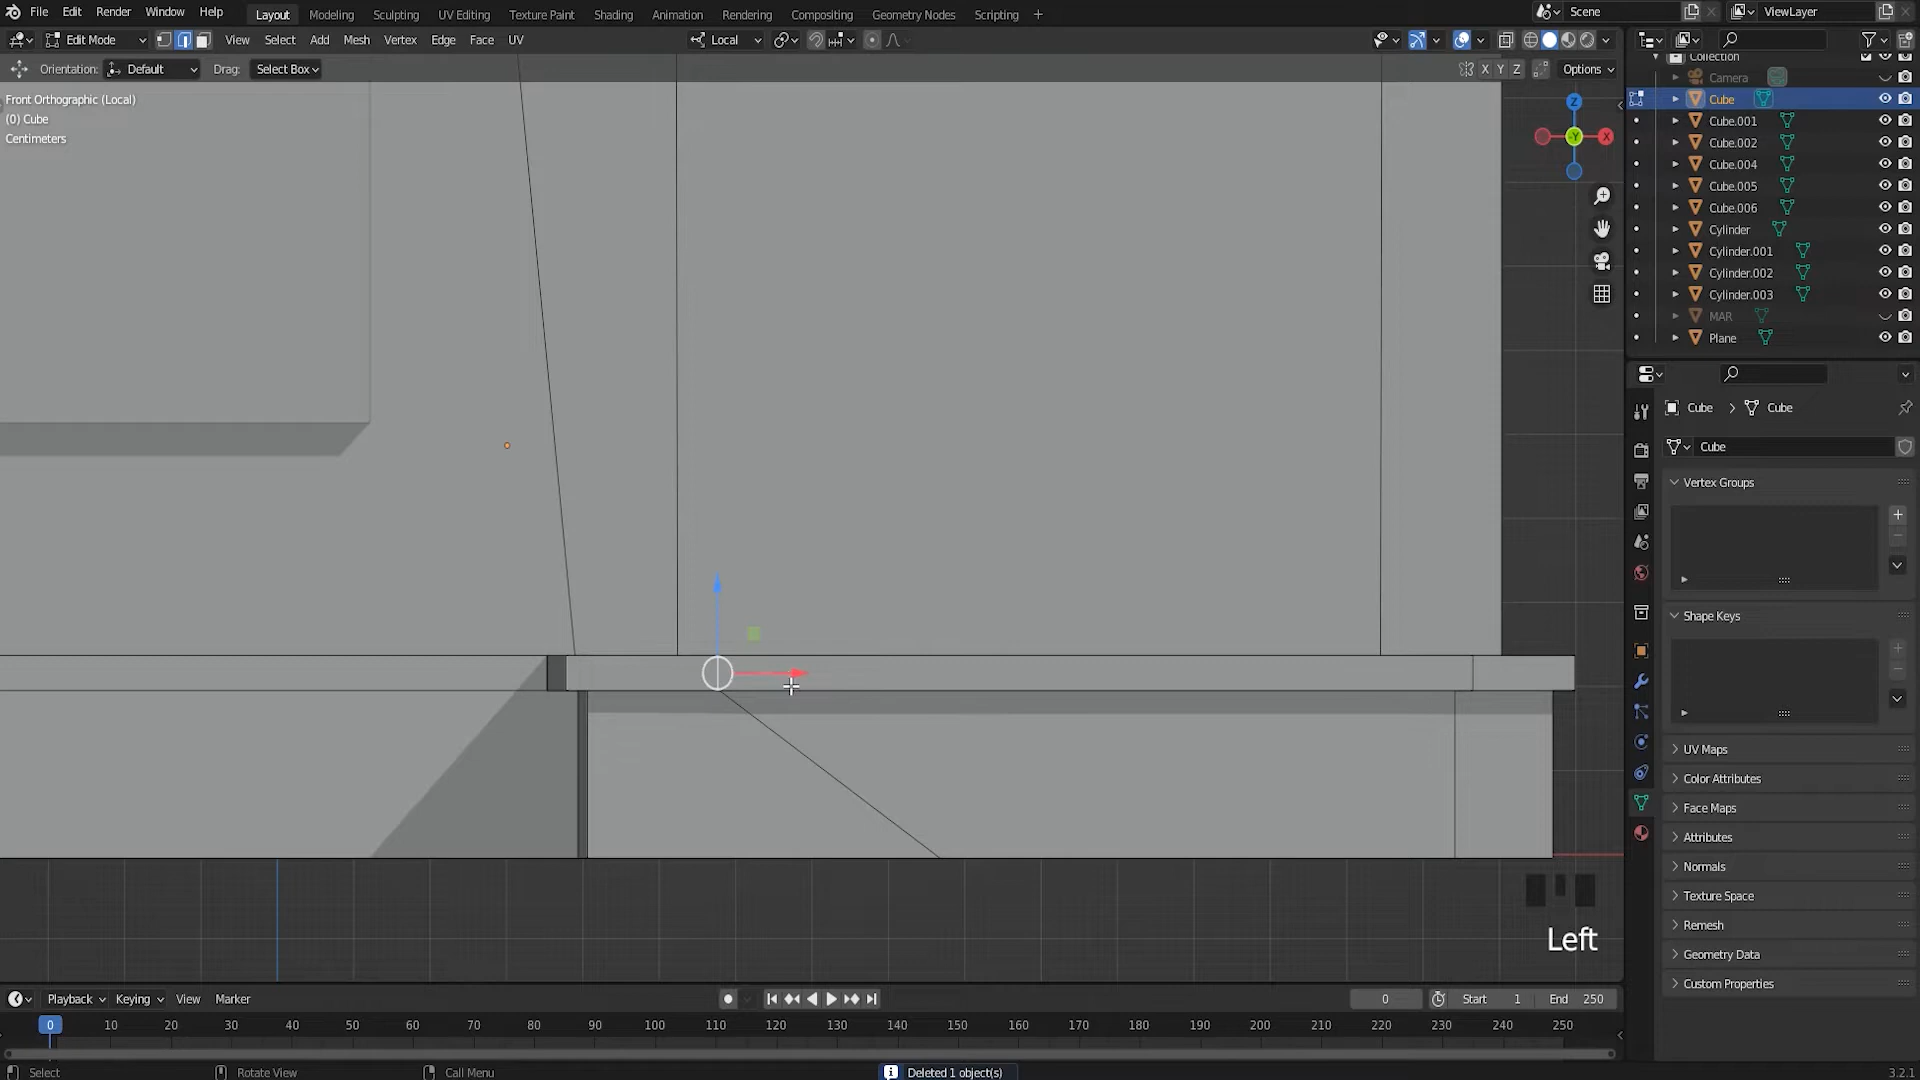 File Edit Render Window Help Layout Modeling Sculpting UV Editing Texture Paint Shading Animation Rendering Compositing Geometry Nodes Scripting + Scene ViewLayer
Edit Mode View Select Add Mesh Vertex Edge Face UV Local
Orientation: Default Drag: Select Box X Y Z Options
Front Orthographic (Local)
(0) Cube
Centimeters
Z
Y
X
Collection
Camera
Cube
Cube.001
Cube.002
Cube.004
Cube.005
Cube.006
Cylinder
Cylinder.001
Cylinder.002
Cylinder.003
MAR
Plane
Cube > Cube
Cube
Vertex Groups
Shape Keys
UV Maps
Color Attributes
Face Maps
Attributes
Normals
Texture Space
Remesh
Geometry Data
Custom Properties
Left
Playback Keying View Marker 0 Start 1 End 250
0 10 20 30 40 50 60 70 80 90 100 110 120 130 140 150 160 170 180 190 200 210 220 230 240 250
Select Rotate View Call Menu Deleted 1 object(s) 3.2.1